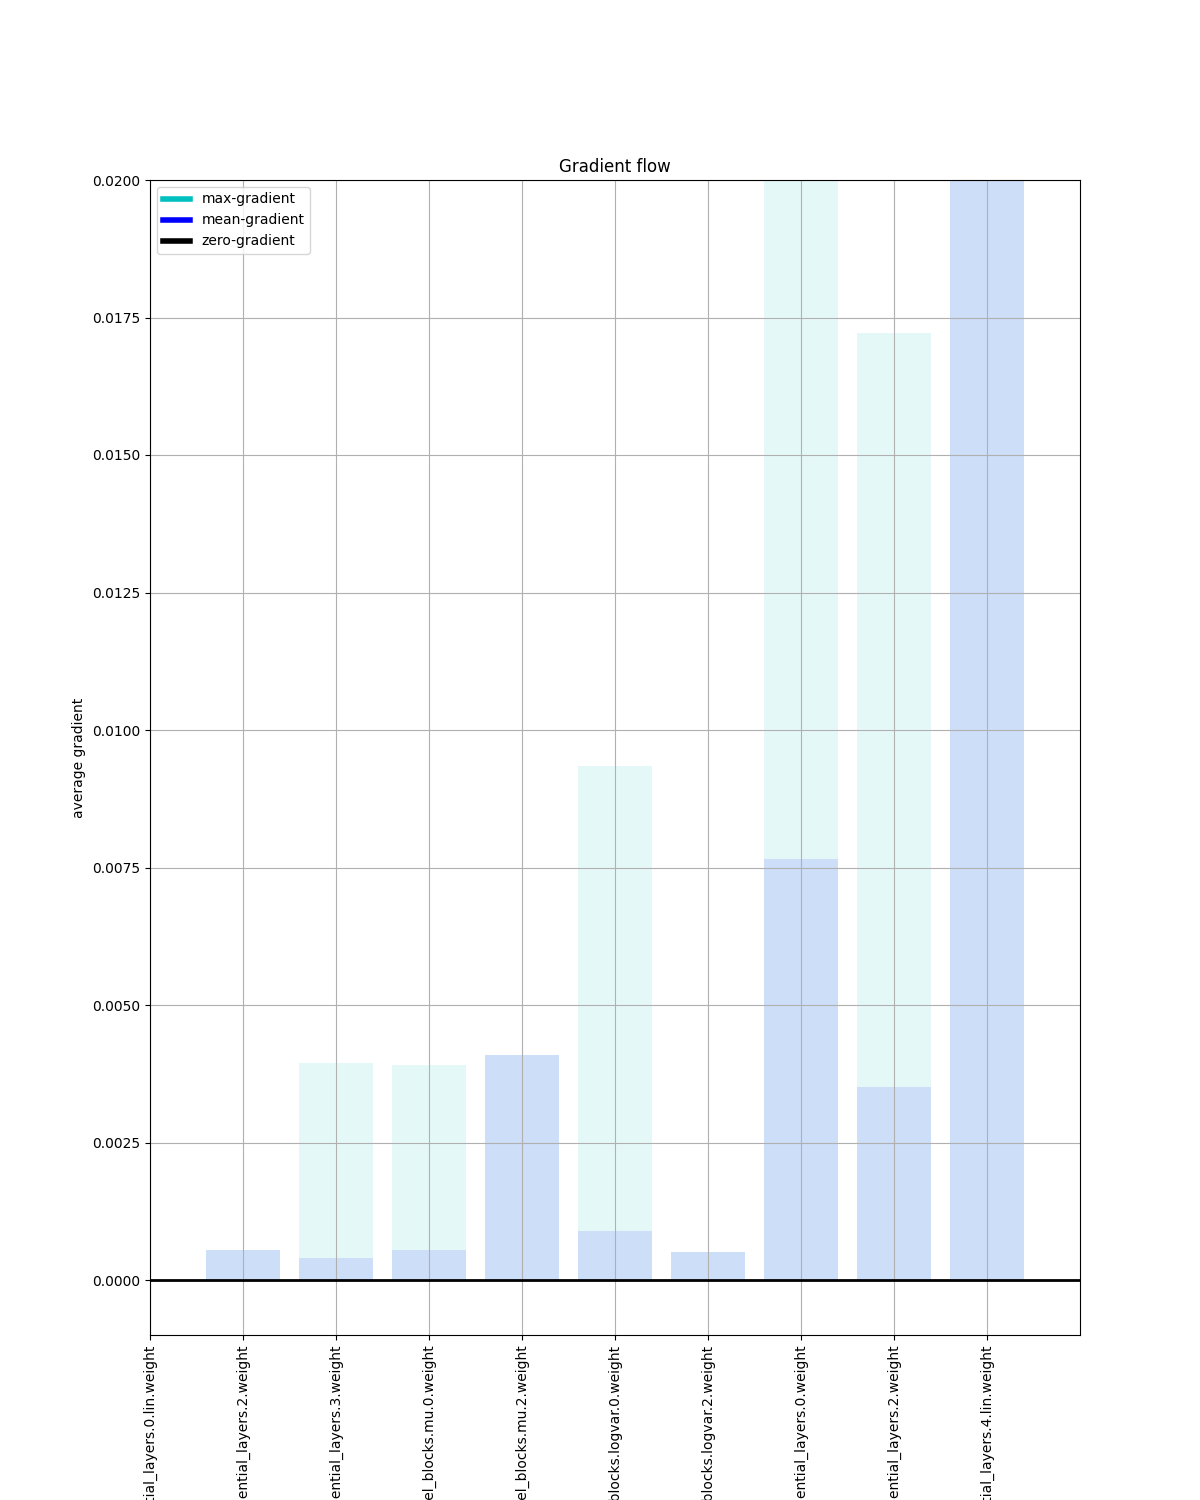 Gradient flow
max-gradient
mean-gradient
zero-gradient
0.0200
0.0175
0.0150
0.0125
0.0100
0.0075
0.0050
0.0025
0.0000
average gradient
tial_layers.0.lin.weight
ential_layers.2.weight
ential_layers.3.weight
el_blocks.mu.0.weight
el_blocks.mu.2.weight
blocks.logvar.0.weight
blocks.logvar.2.weight
ential_layers.0.weight
ential_layers.2.weight
tial_layers.4.lin.weight